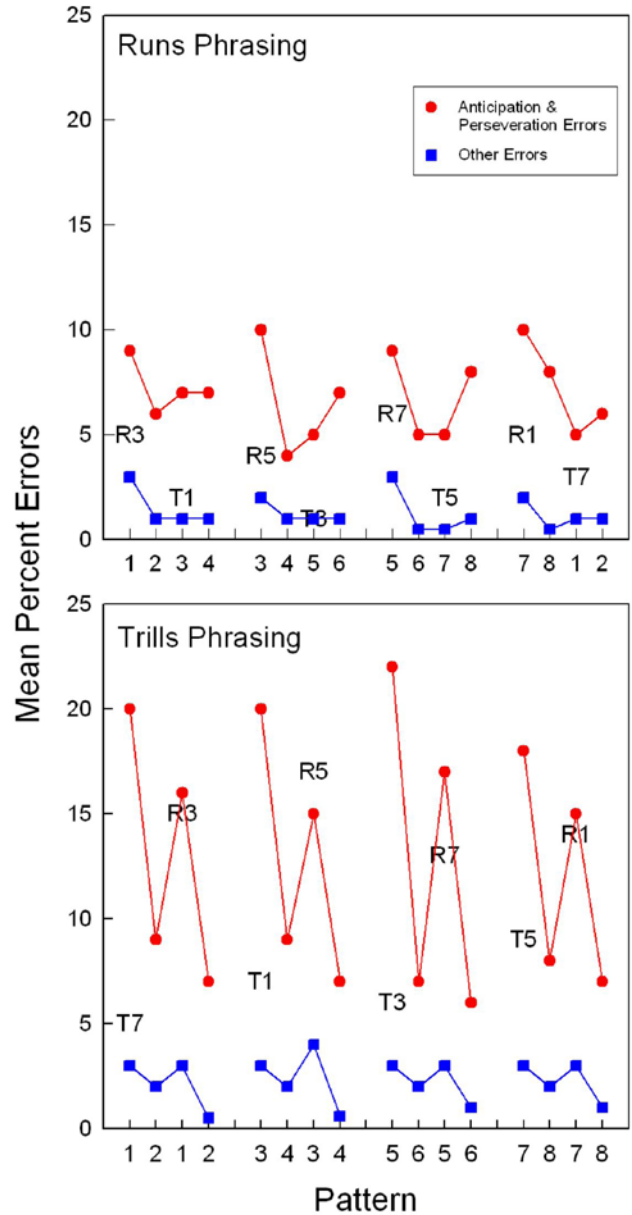 25
Runs Phrasing
Anticipation &
Perseveration Errors
Other Errors
20
15
10
R7
R3
R5
R1
5
T1
T3
T5
T7
0
1 2 3 4 3 4 5 6 5 6 7 8 7 8 1 2
Mean Percent Errors
25
Trills Phrasing
20
R5
15
R3
R7
R1
10
T5
T1
T3
5
T7
0
1 2 1 2 3 4 3 4 5 6 5 6 7 8 7 8
Pattern